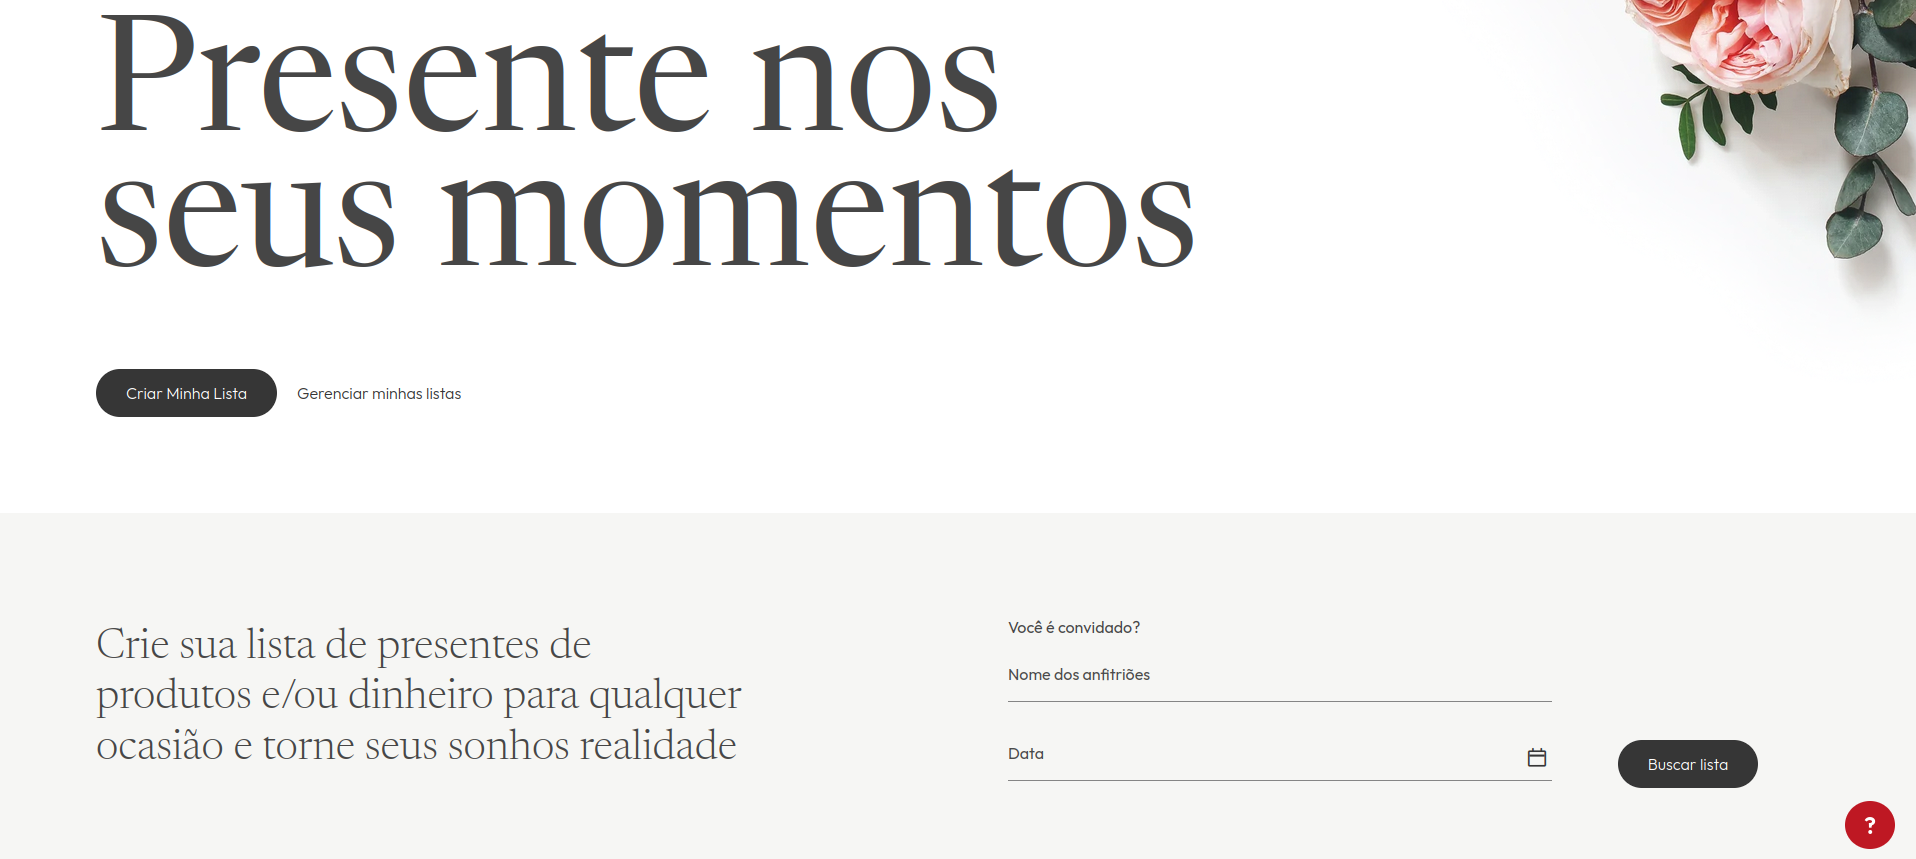 Presente nos
seus momentos
Criar Minha Lista
Gerenciar minhas listas
Crie sua lista de presentes de
produtos e/ou dinheiro para qualquer
ocasião e torne seus sonhos realidade
Você é convidado?
Nome dos anfitriões
Data
Buscar lista
?